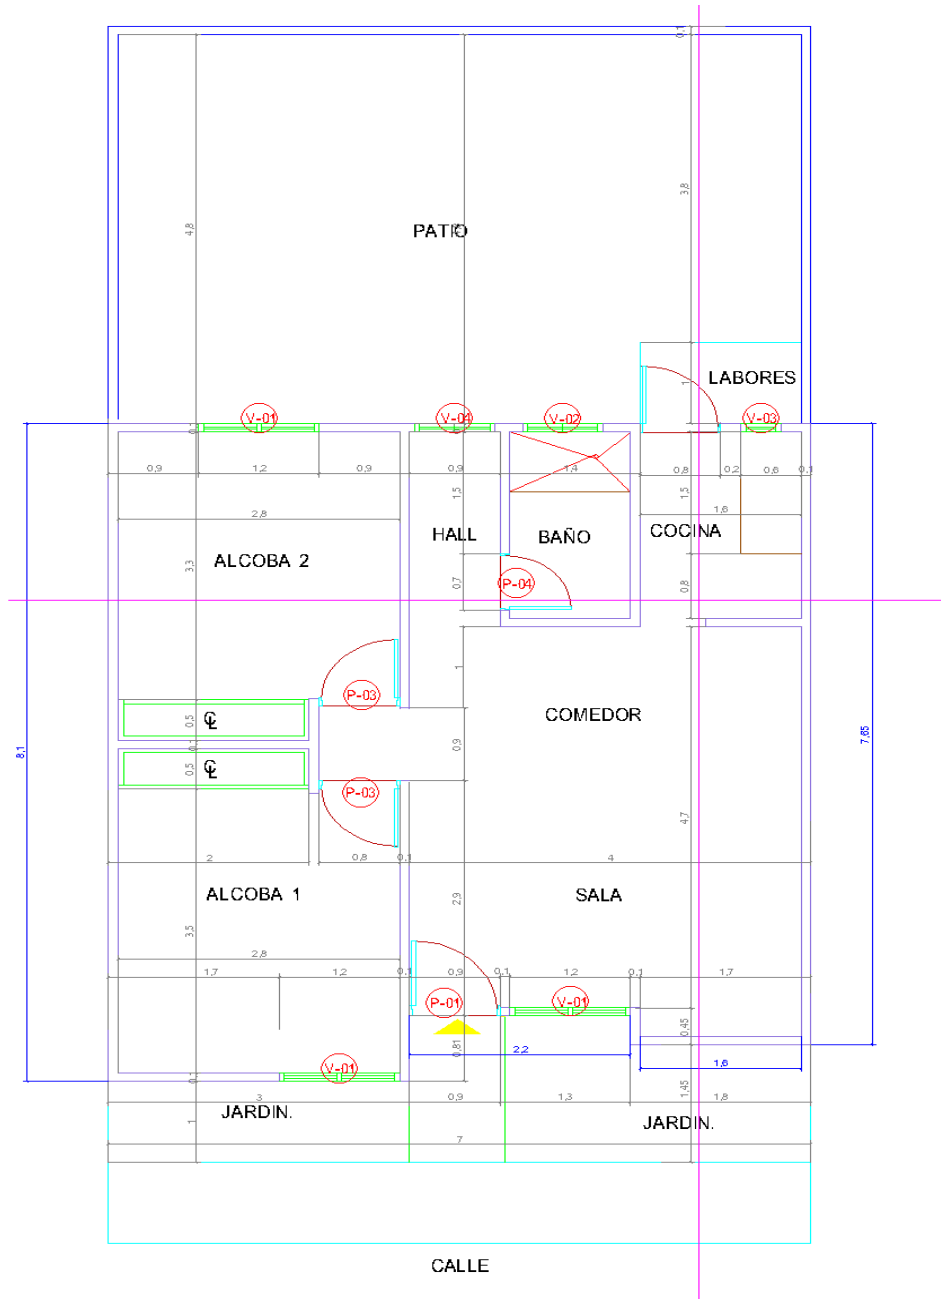 0,1
3,8
4,8
PATIO
LABORES
1
V-01
V-04
V-02
V-03
0,9
1,2
0,9
0,9
1,4
0,8
0,2
0,6
0,1
1,5
1,5
2,8
1,6
HALL
BAÑO
COCINA
ALCOBA 2
3,3
0,7
P-04
0,8
1
P-03
0,5
COMEDOR
8,1
7,65
0,9
0,1
0,5
P-03
4,7
2
0,8
0,1
4
ALCOBA 1
SALA
2,9
3,5
2,8
1,7
1,2
0,1
0,9
0,1
1,2
0,1
1,7
P-01
V-01
0,45
0,81
2,2
1,6
V-01
0,1
1,45
3
0,9
1,3
1,8
JARDIN.
JARDIN.
1
7
CALLE